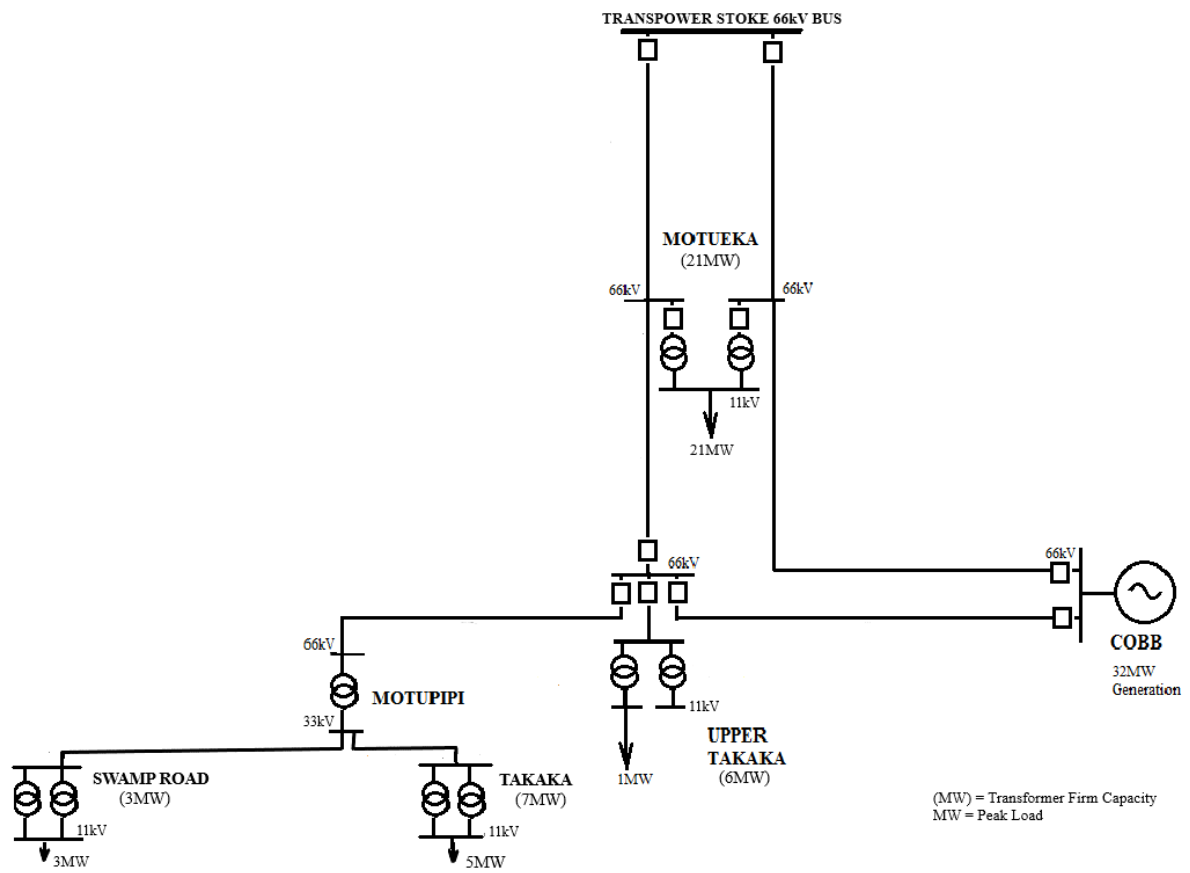 TRANSPOWER STOKE 66kV BUS
MOTUEKA
(21MW)
66kV
66kV
11kV
21MW
66kV
66kV
COBB
32MW
Generation
66kV
MOTUPIPI
33kV
11kV
UPPER
TAKAKA
(6MW)
1MW
SWAMP ROAD
(3MW)
TAKAKA
(7MW)
11kV
3MW
11kV
5MW
(MW) = Transformer Firm Capacity
MW = Peak Load